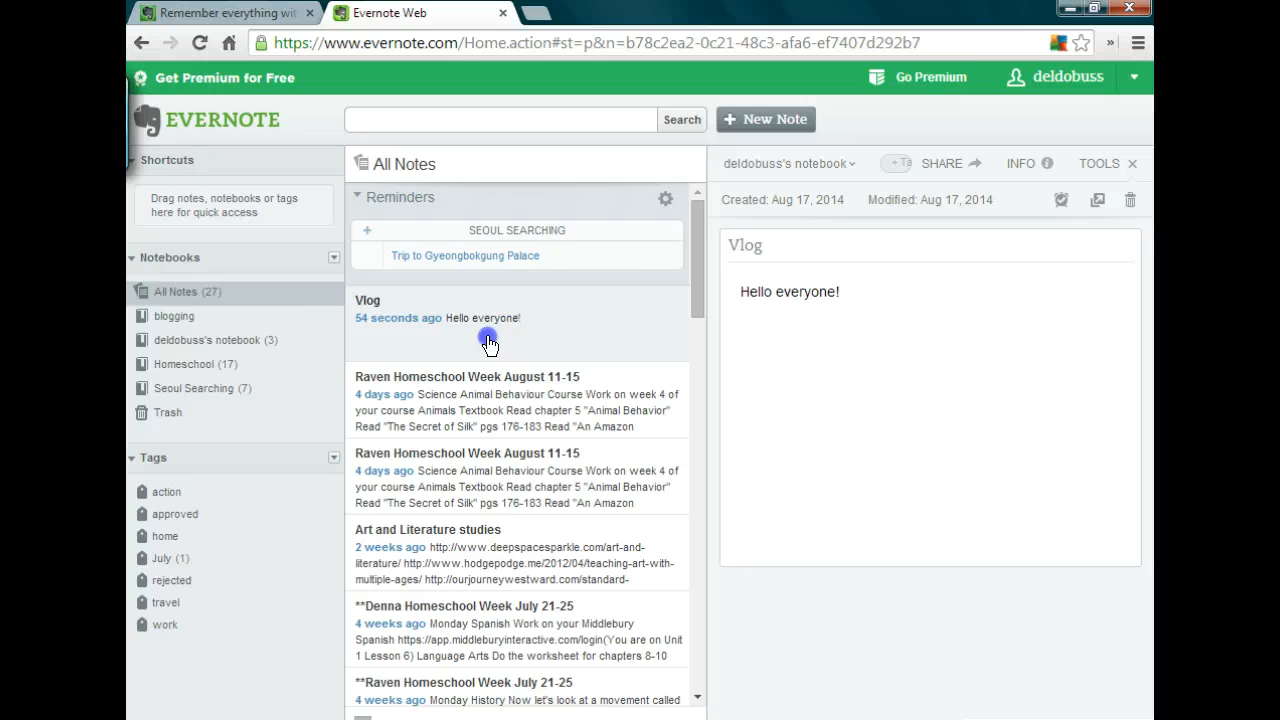 Remember everything wit
Evernote Web
https://www.evernote.com/Home.action#st=p&n=b78c2ea2-0c21-48c3-afa6-ef7407d292b7
Get Premium for Free
Go Premium
deldobuss
EVERNOTE
Search
+ New Note
Shortcuts
Drag notes, notebooks or tags
here for quick access
Notebooks
All Notes (27)
blogging
deldobuss's notebook (3)
Homeschool (17)
Seoul Searching (7)
Trash
Tags
action
approved
home
July (1)
rejected
travel
work
All Notes
Reminders
+ SEOUL SEARCHING
Trip to Gyeongbokgung Palace
Vlog
54 seconds ago Hello everyone!
Raven Homeschool Week August 11-15
4 days ago Science Animal Behaviour Course Work on week 4 of
your course Animals Textbook Read chapter 5 "Animal Behavior"
Read "The Secret of Silk" pgs 176-183 Read "An Amazon
Raven Homeschool Week August 11-15
4 days ago Science Animal Behaviour Course Work on week 4 of
your course Animals Textbook Read chapter 5 "Animal Behavior"
Read "The Secret of Silk" pgs 176-183 Read "An Amazon
Art and Literature studies
2 weeks ago http://www.deepspacesparkle.com/art-and-
literature/ http://www.hodgepodge.me/2012/04/teaching-art-with-
multiple-ages/ http://ourjourneywestward.com/standard-
**Denna Homeschool Week July 21-25
4 weeks ago Monday Spanish Work on your Middlebury
Spanish https://app.middleburyinteractive.com/login(You are on Unit
1 Lesson 6) Language Arts Do the worksheet for chapters 8-10
**Raven Homeschool Week July 21-25
4 weeks ago Monday History Now let's look at a movement called
deldobuss's notebook
+ Ta
SHARE
INFO
TOOLS
Created: Aug 17, 2014
Modified: Aug 17, 2014
Vlog
Hello everyone!